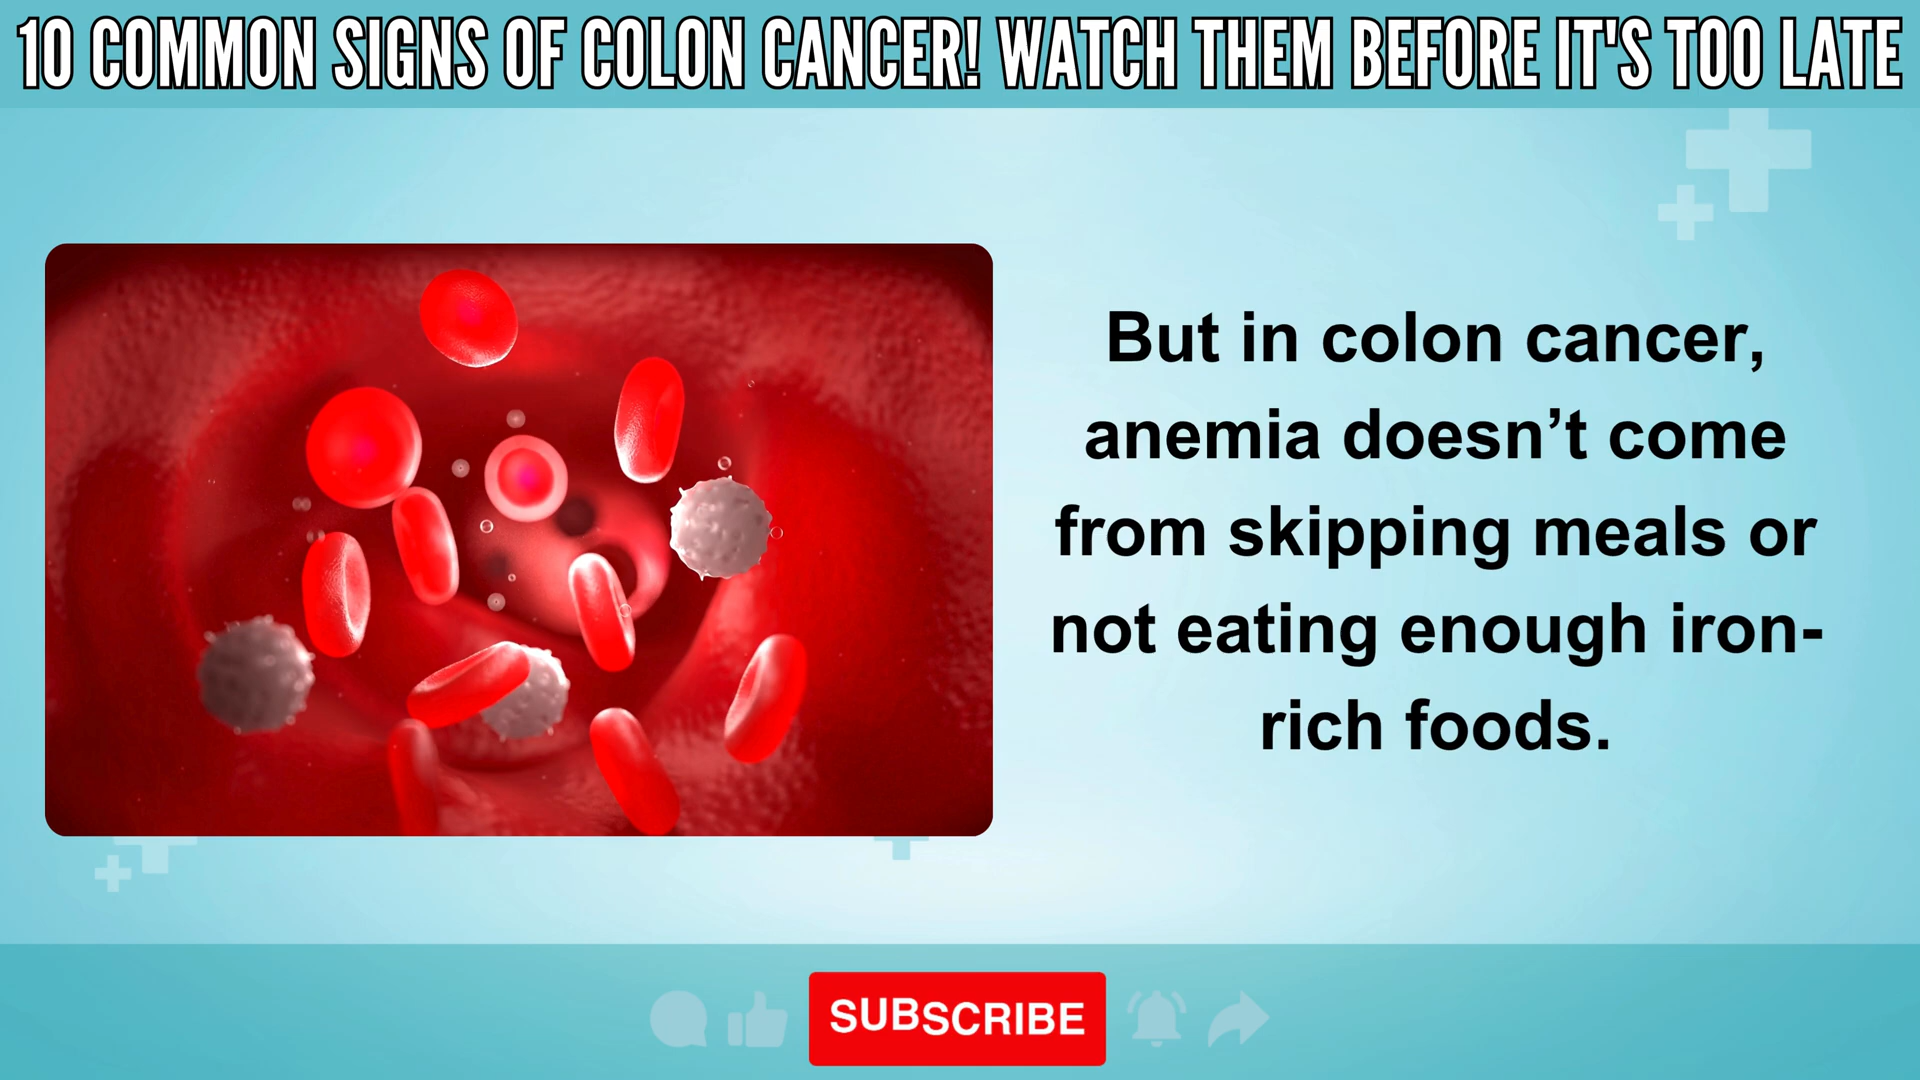 10 COMMON SIGNS OF COLON CANCER! WATCH THEM BEFORE IT'S TOO LATE
But in colon cancer,
anemia doesn’t come
from skipping meals or
not eating enough iron-
rich foods.
SUBSCRIBE